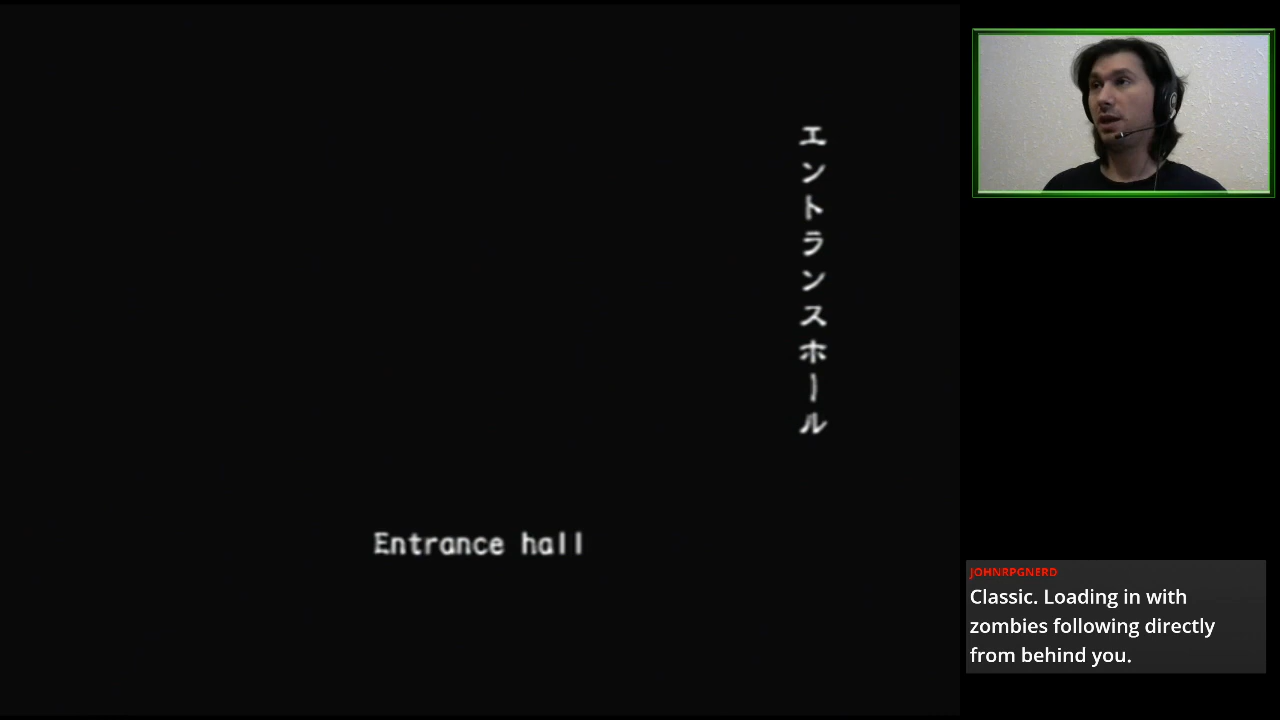 エントランスホール
Entrance hall
JOHNRPGNERD
Classic. Loading in with
zombies following directly
from behind you.